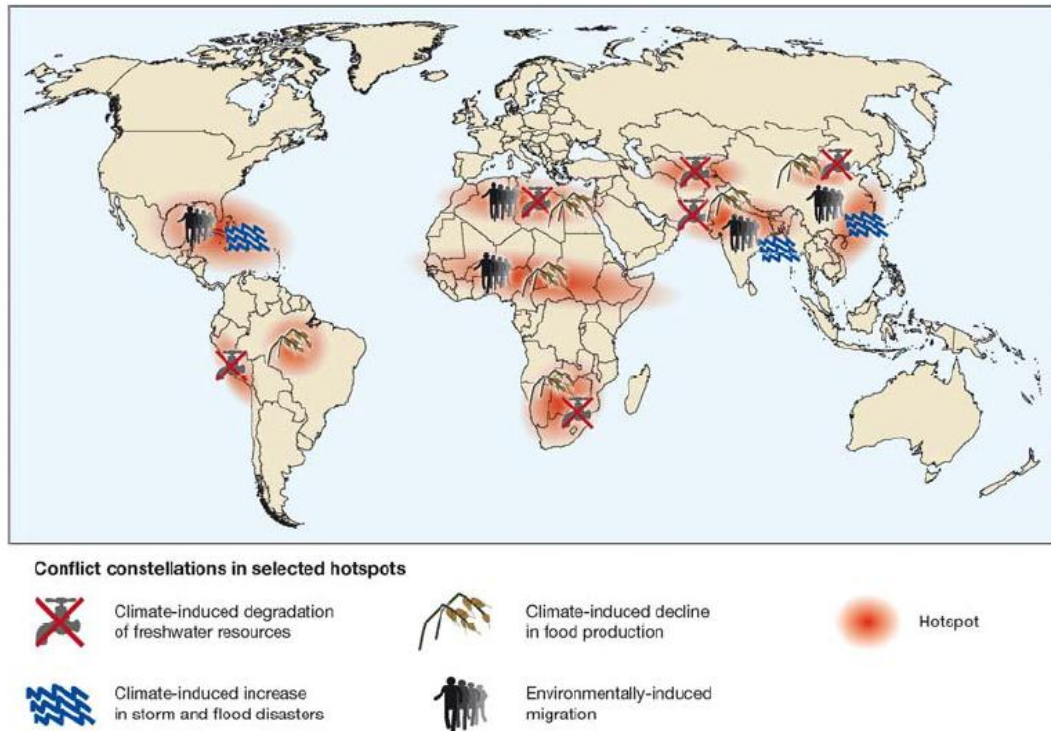 Conflict constellations in selected hotspots
Climate-induced degradation
of freshwater resources
Climate-induced decline
in food production
Hotspot
Climate-induced increase
in storm and flood disasters
Environmentally-induced
migration